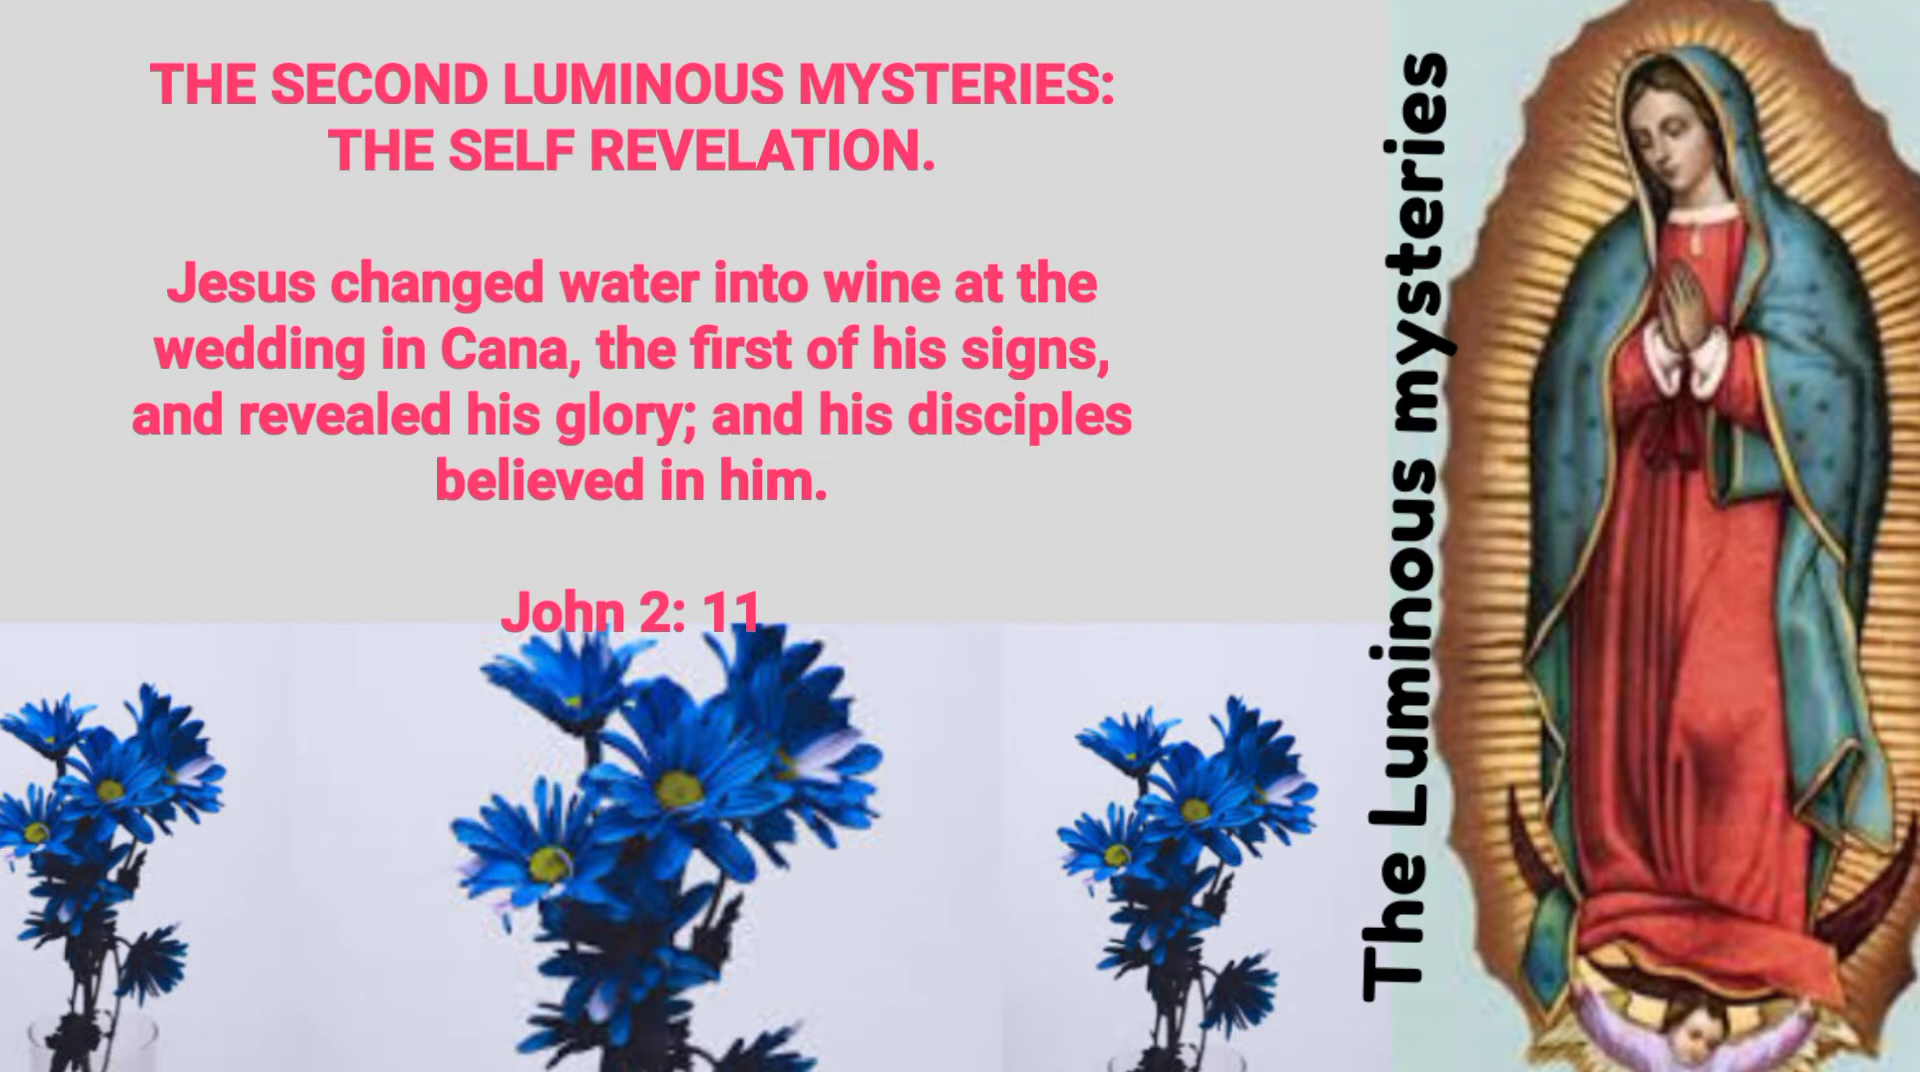 THE SECOND LUMINOUS MYSTERIES:
THE SELF REVELATION.
Jesus changed water into wine at the
wedding in Cana, the first of his signs,
and revealed his glory; and his disciples
believed in him.
John 2: 11
The Luminous mysteries